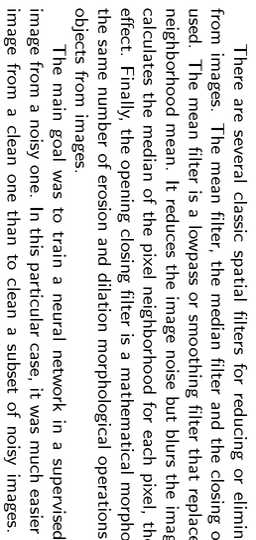 There are several classic spatial filters for reducing or elimin
from images. The mean filter, the median filter and the closing o
used. The mean filter is a lowpass or smoothing filter that replace
neighborhood mean. It reduces the image noise but blurs the imag
calculates the median of the pixel neighborhood for each pixel, th
effect. Finally, the opening closing filter is a mathematical morpho
the same number of erosion and dilation morphological operations
objects from images.
The main goal was to train a neural network in a supervised
image from a noisy one. In this particular case, it was much easier
image from a clean one than to clean a subset of noisy images.